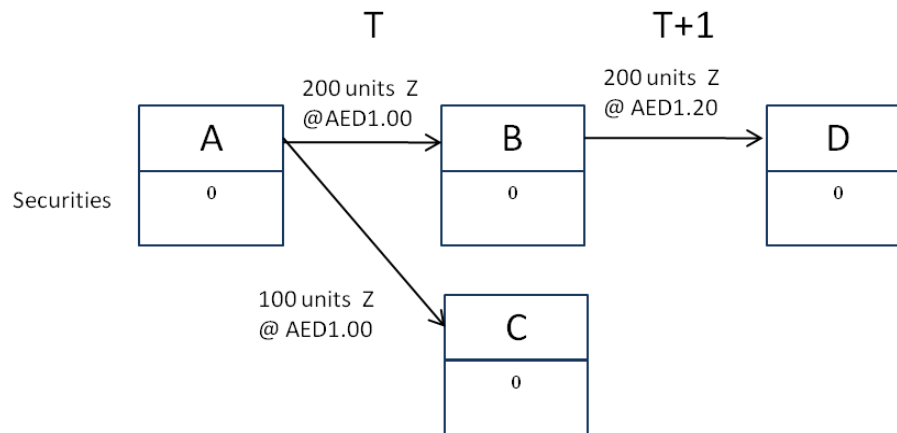 T
T+1
200 units Z
@AED1.00
200 units Z
@ AED1.20
A
B
D
Securities
0
0
0
100 units Z
@ AED1.00
C
0